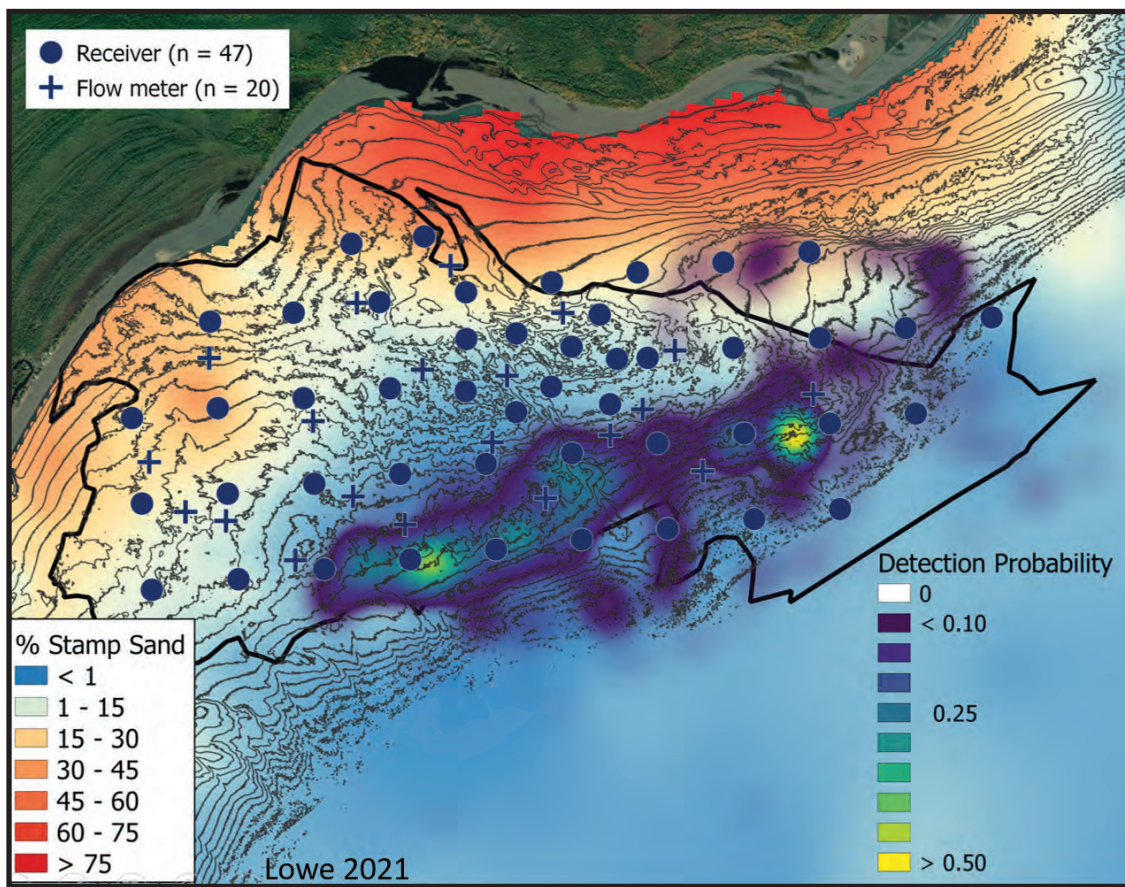 Receiver (n = 47)
Flow meter (n = 20)
Detection Probability
0
< 0.10
0.25
> 0.50
% Stamp Sand
< 1
1 - 15
15 - 30
30 - 45
45 - 60
60 - 75
> 75
Lowe 2021